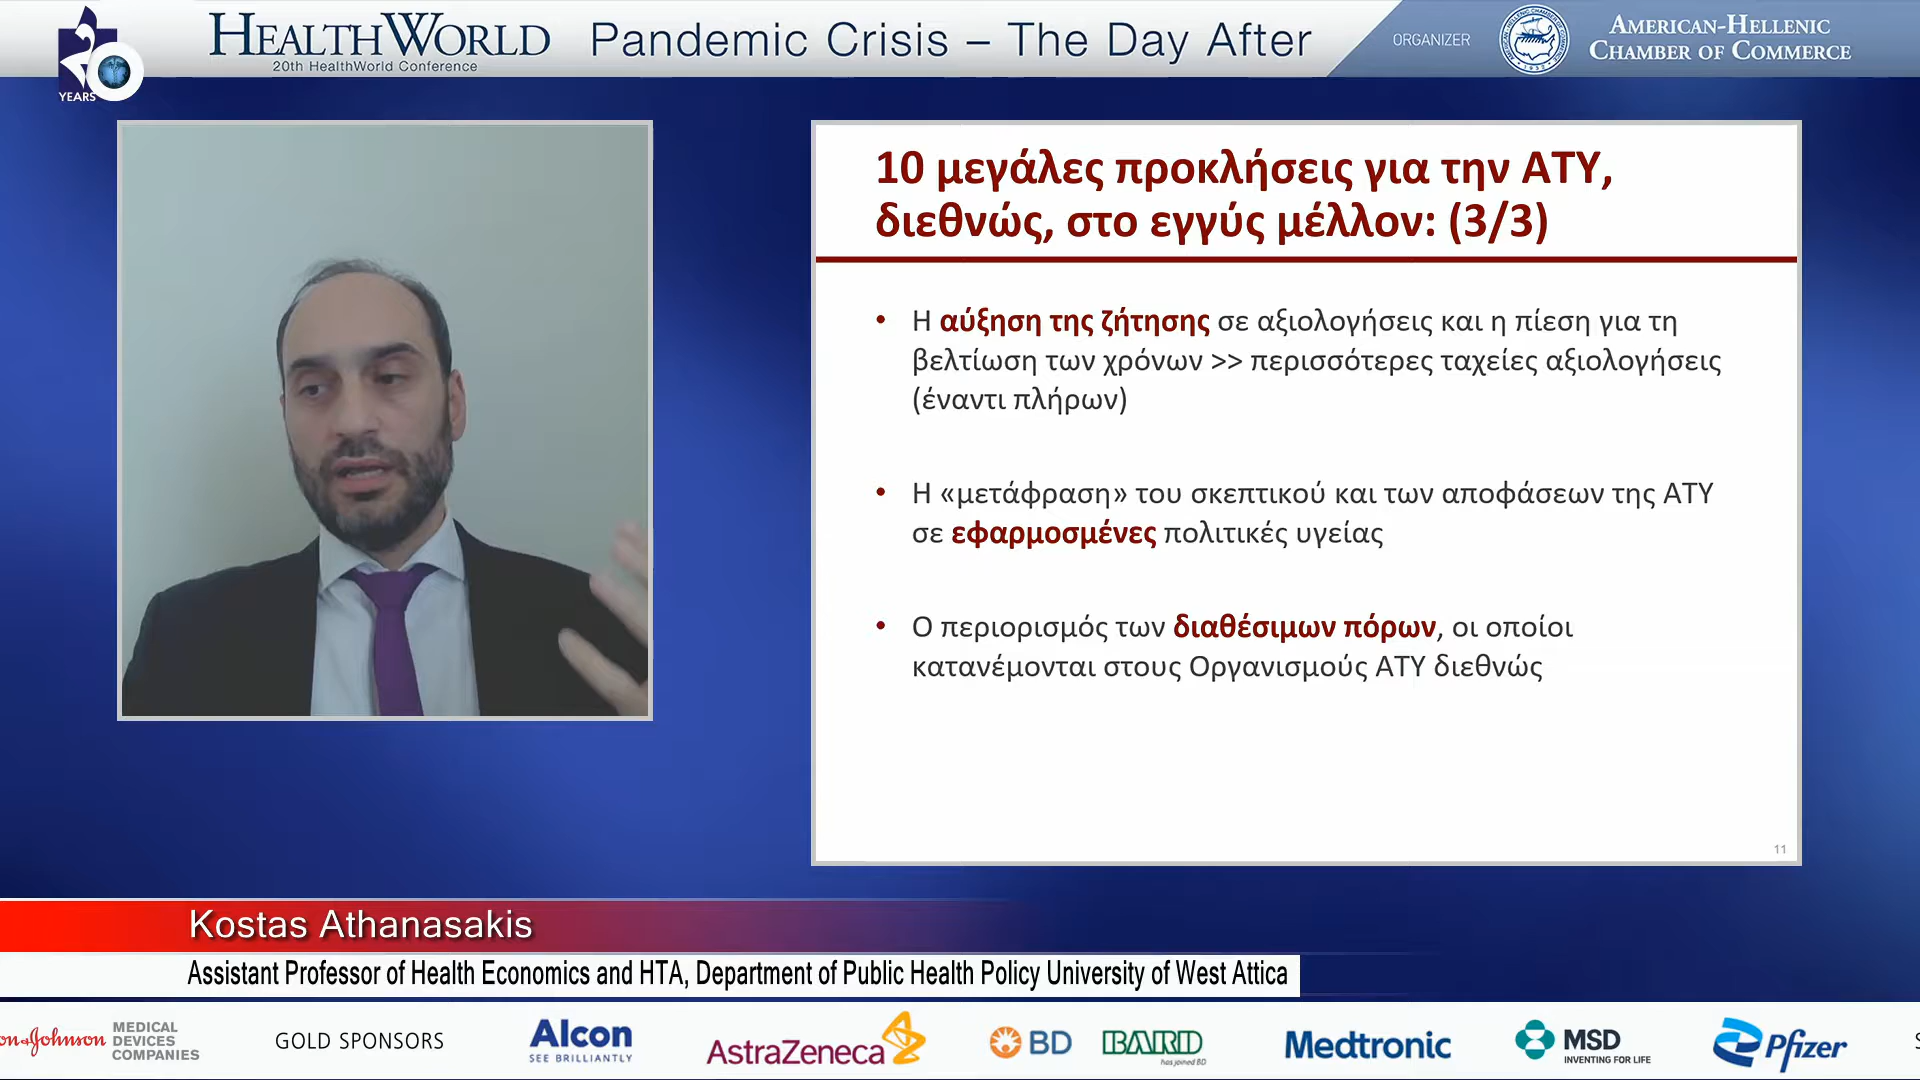 HEALTHWORLD
20th HealthWorld Conference
Pandemic Crisis – The Day After
ORGANIZER
AMERICAN-HELLENIC
CHAMBER OF COMMERCE
YEARS
10 μεγάλες προκλήσεις για την ΑΤΥ,
διεθνώς, στο εγγύς μέλλον: (3/3)
• Η αύξηση της ζήτησης σε αξιολογήσεις και η πίεση για τη
βελτίωση των χρόνων >> περισσότερες ταχείες αξιολογήσεις
(έναντι πλήρων)
• Η «μετάφραση» του σκεπτικού και των αποφάσεων της ΑΤΥ
σε εφαρμοσμένες πολιτικές υγείας
• Ο περιορισμός των διαθέσιμων πόρων, οι οποίοι
κατανέμονται στους Οργανισμούς ΑΤΥ διεθνώς
11
Kostas Athanasakis
Assistant Professor of Health Economics and HTA, Department of Public Health Policy University of West Attica
on&Johnson
MEDICAL
DEVICES
COMPANIES
GOLD SPONSORS
Alcon
SEE BRILLIANTLY
AstraZeneca
BD
BARD
has joined BD
Medtronic
MSD
INVENTING FOR LIFE
Pfizer